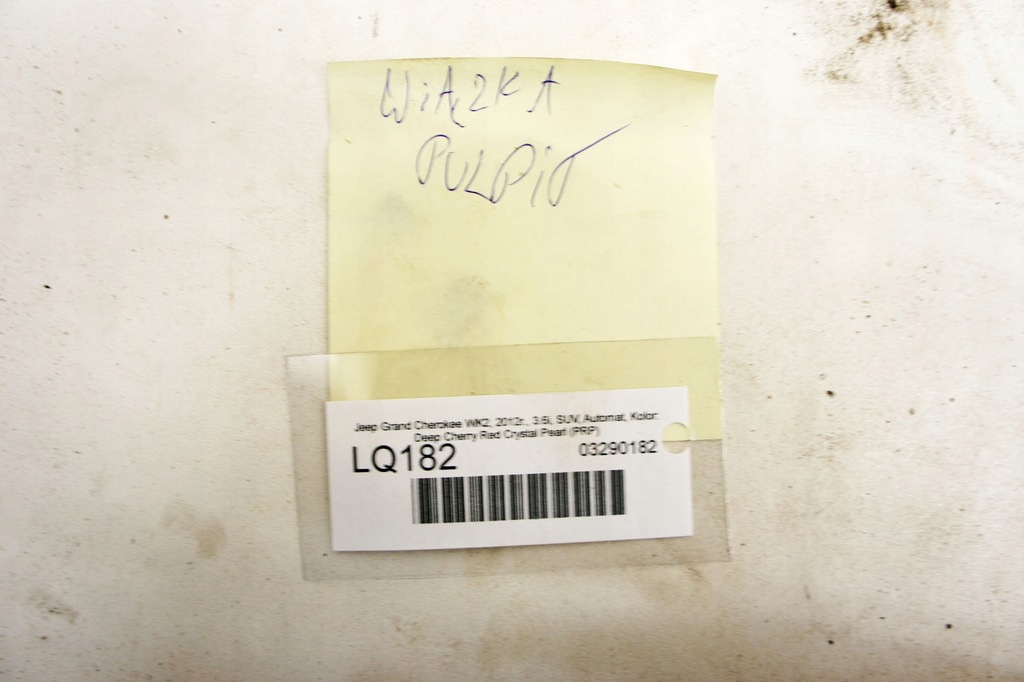 WiĄZKA
PULPiT
Jeep Grand Cherokee WK2, 2012r., 3.6i, SUV, Automat, Kolor:
Deep Cherry Red Crystal Pearl (PRP)
LQ182 03290182